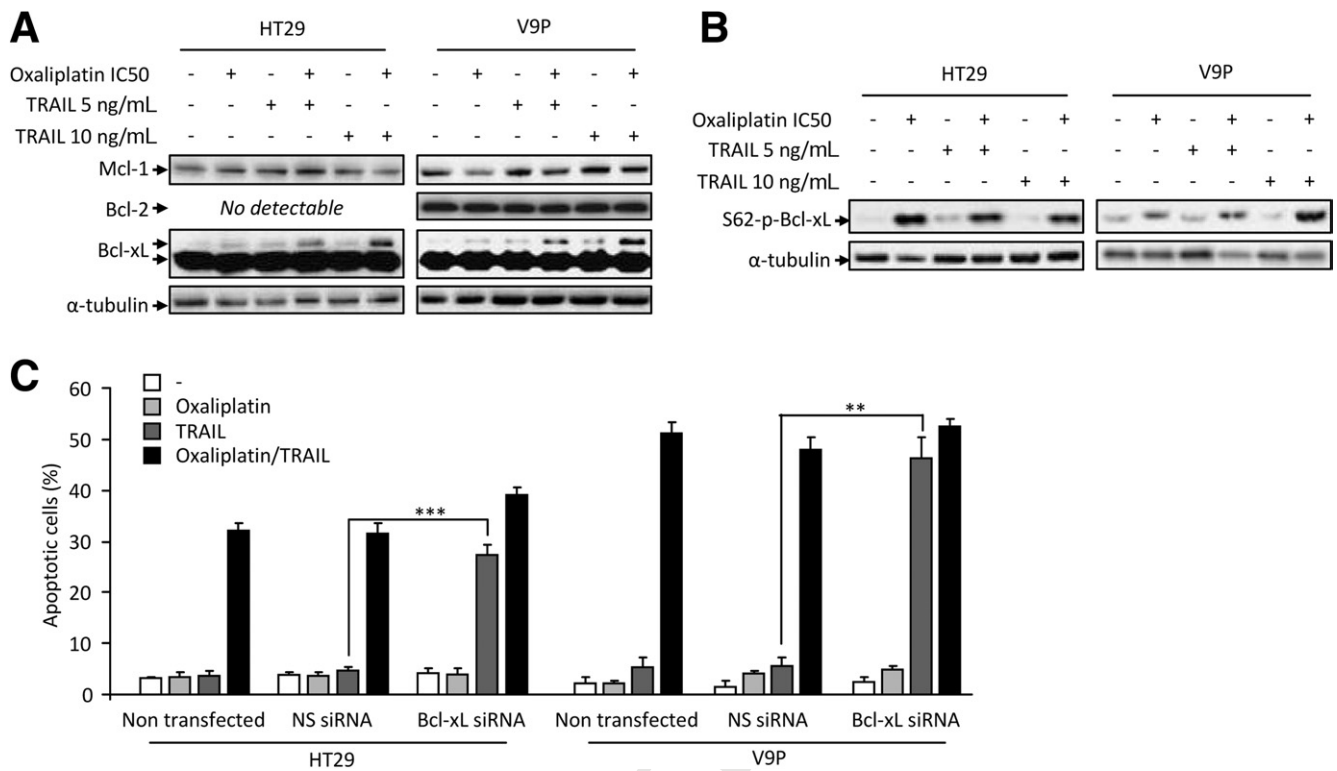 A
HT29 V9P
Oxaliplatin IC50 - + - + - + - + - + - +
TRAIL 5 ng/mL - - + + - - - - + + - -
TRAIL 10 ng/mL - - - - + + - - - - + +
Mcl-1
Bcl-2 No detectable
Bcl-xL
α-tubulin
B
HT29 V9P
Oxaliplatin IC50 - + - + - + - + - + - +
TRAIL 5 ng/mL - - + + - - - - + + - -
TRAIL 10 ng/mL - - - - + + - - - - + +
S62-p-Bcl-xL
α-tubulin
C
Apoptotic cells (%)
60
50
40
30
20
10
0
-
Oxaliplatin
TRAIL
Oxaliplatin/TRAIL
***
**
Non transfected NS siRNA Bcl-xL siRNA Non transfected NS siRNA Bcl-xL siRNA
HT29 V9P